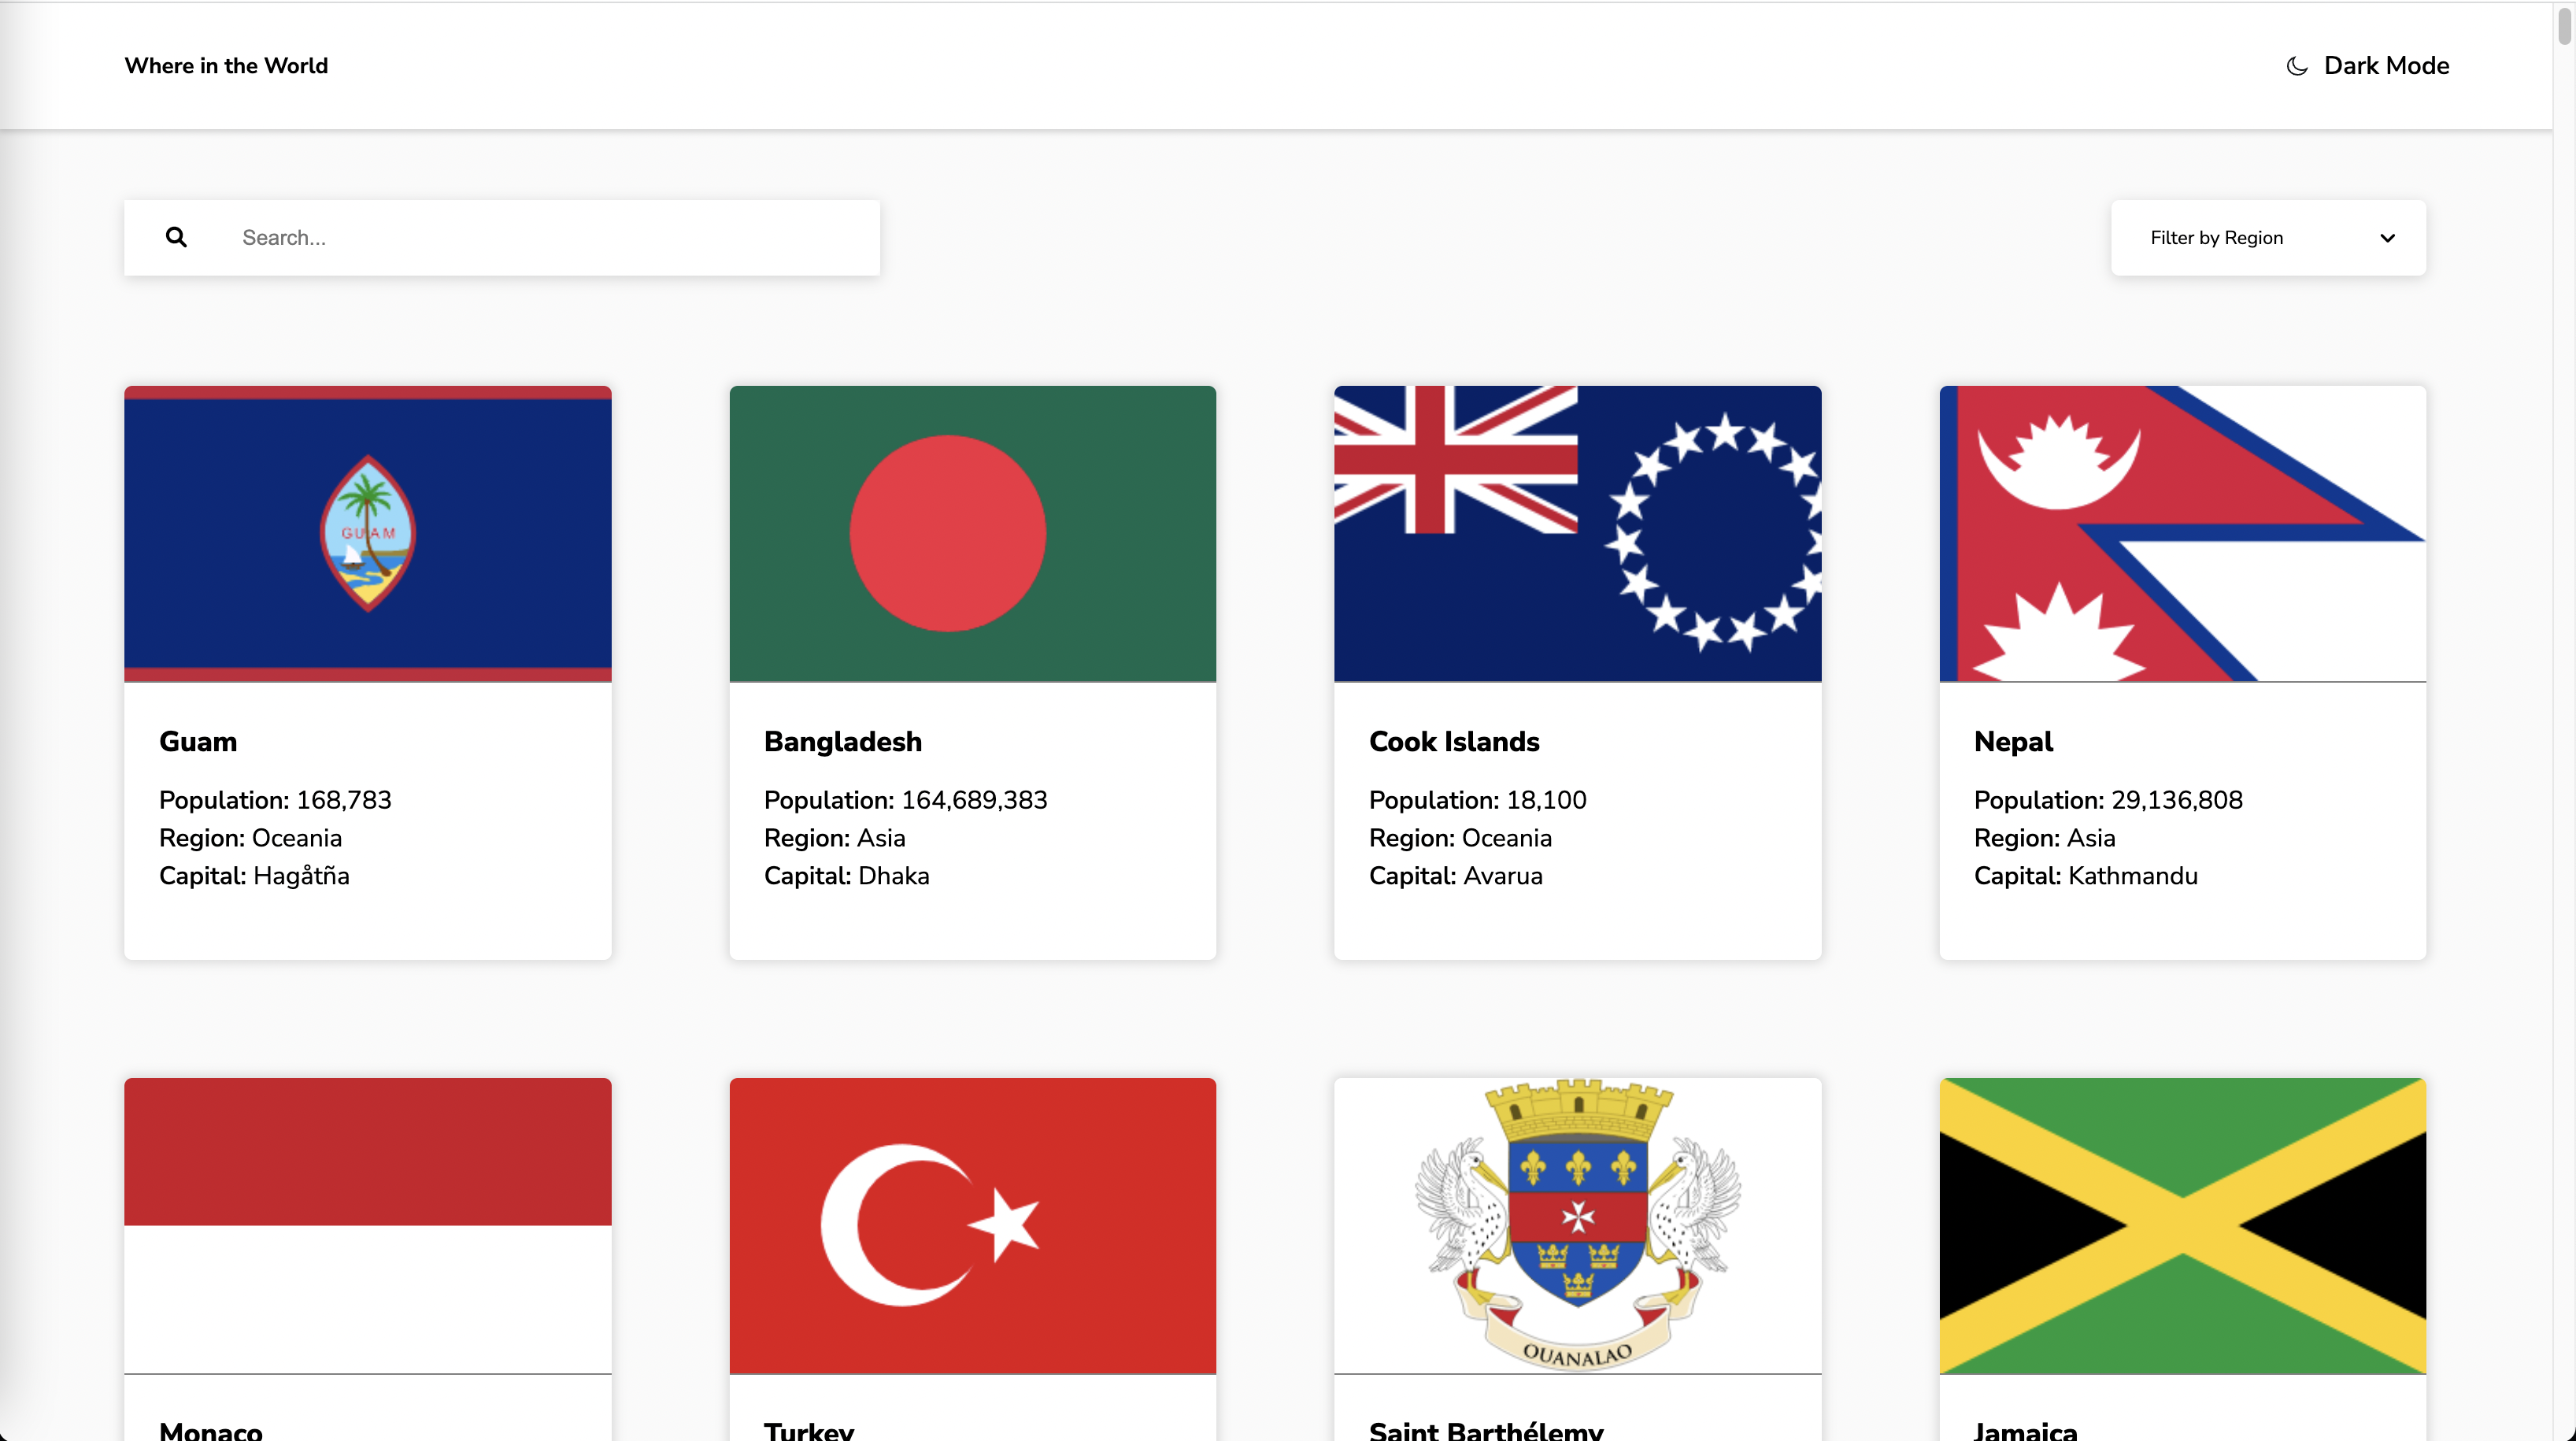 Where in the World
Dark Mode
Search...
Filter by Region
GUAM
Guam
Population: 168,783
Region: Oceania
Capital: Hagåtña
Bangladesh
Population: 164,689,383
Region: Asia
Capital: Dhaka
Cook Islands
Population: 18,100
Region: Oceania
Capital: Avarua
Nepal
Population: 29,136,808
Region: Asia
Capital: Kathmandu
OUANALAO
Monaco
Turkey
Saint Barthélemy
Jamaica